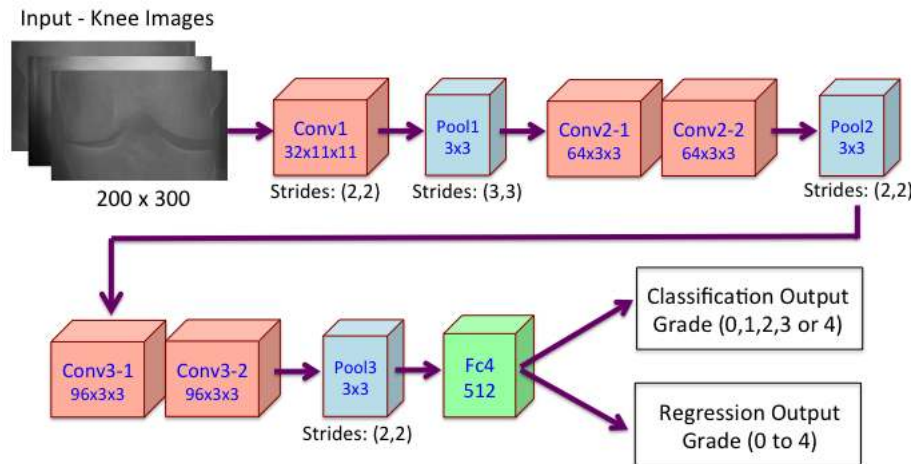 Input - Knee Images
200 x 300
Conv1
32x11x11
Strides: (2,2)
Pool1
3x3
Strides: (3,3)
Conv2-1
64x3x3
Conv2-2
64x3x3
Pool2
3x3
Strides: (2,2)
Conv3-1
96x3x3
Conv3-2
96x3x3
Pool3
3x3
Strides: (2,2)
Fc4
512
Classification Output
Grade (0,1,2,3 or 4)
Regression Output
Grade (0 to 4)